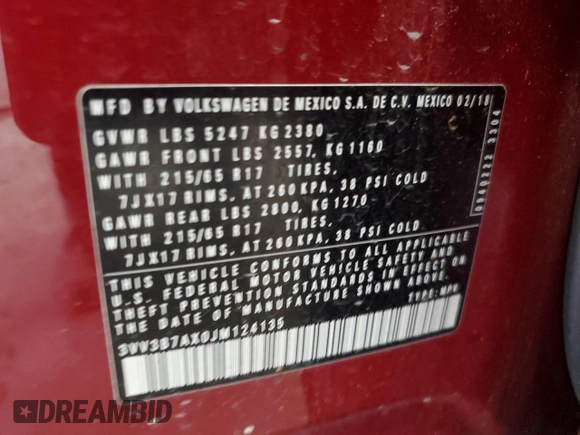 MFD BY VOLKSWAGEN DE MEXICO S.A. DE C.V. MEXICO 02/18
GVWR LBS 5247 KG 2380
GAWR FRONT LBS 2557, KG 1160
WITH 215/65 R17 TIRES,
7JX17 RIMS, AT 260 KPA, 38 PSI COLD
GAWR REAR LBS 2800, KG 1270
WITH 215/65 R17 TIRES,
7JX17 RIMS, AT 260 KPA, 38 PSI COLD
THIS VEHICLE CONFORMS TO ALL APPLICABLE
U.S. FEDERAL MOTOR VEHICLE SAFETY AND
THEFT PREVENTION STANDARDS IN EFFECT ON
THE DATE OF MANUFACTURE SHOWN ABOVE.
3VV3B7AX0JM124135
TYPE:
3304
DREAMBID